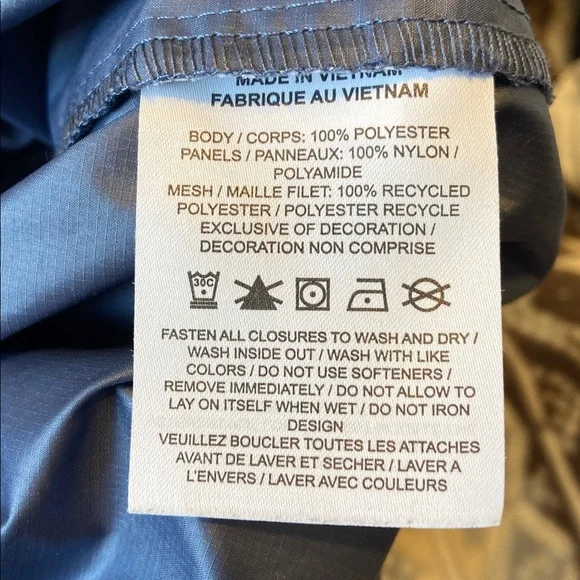 MADE IN VIETNAM
FABRIQUE AU VIETNAM
BODY / CORPS: 100% POLYESTER
PANELS / PANNEAUX: 100% NYLON /
POLYAMIDE
MESH / MAILLE FILET: 100% RECYCLED
POLYESTER / POLYESTER RECYCLE
EXCLUSIVE OF DECORATION /
DECORATION NON COMPRISE
30C
FASTEN ALL CLOSURES TO WASH AND DRY /
WASH INSIDE OUT / WASH WITH LIKE
COLORS / DO NOT USE SOFTENERS /
REMOVE IMMEDIATELY / DO NOT ALLOW TO
LAY ON ITSELF WHEN WET / DO NOT IRON
DESIGN
VEUILLEZ BOUCLER TOUTES LES ATTACHES
AVANT DE LAVER ET SECHER / LAVER A
L'ENVERS / LAVER AVEC COULEURS